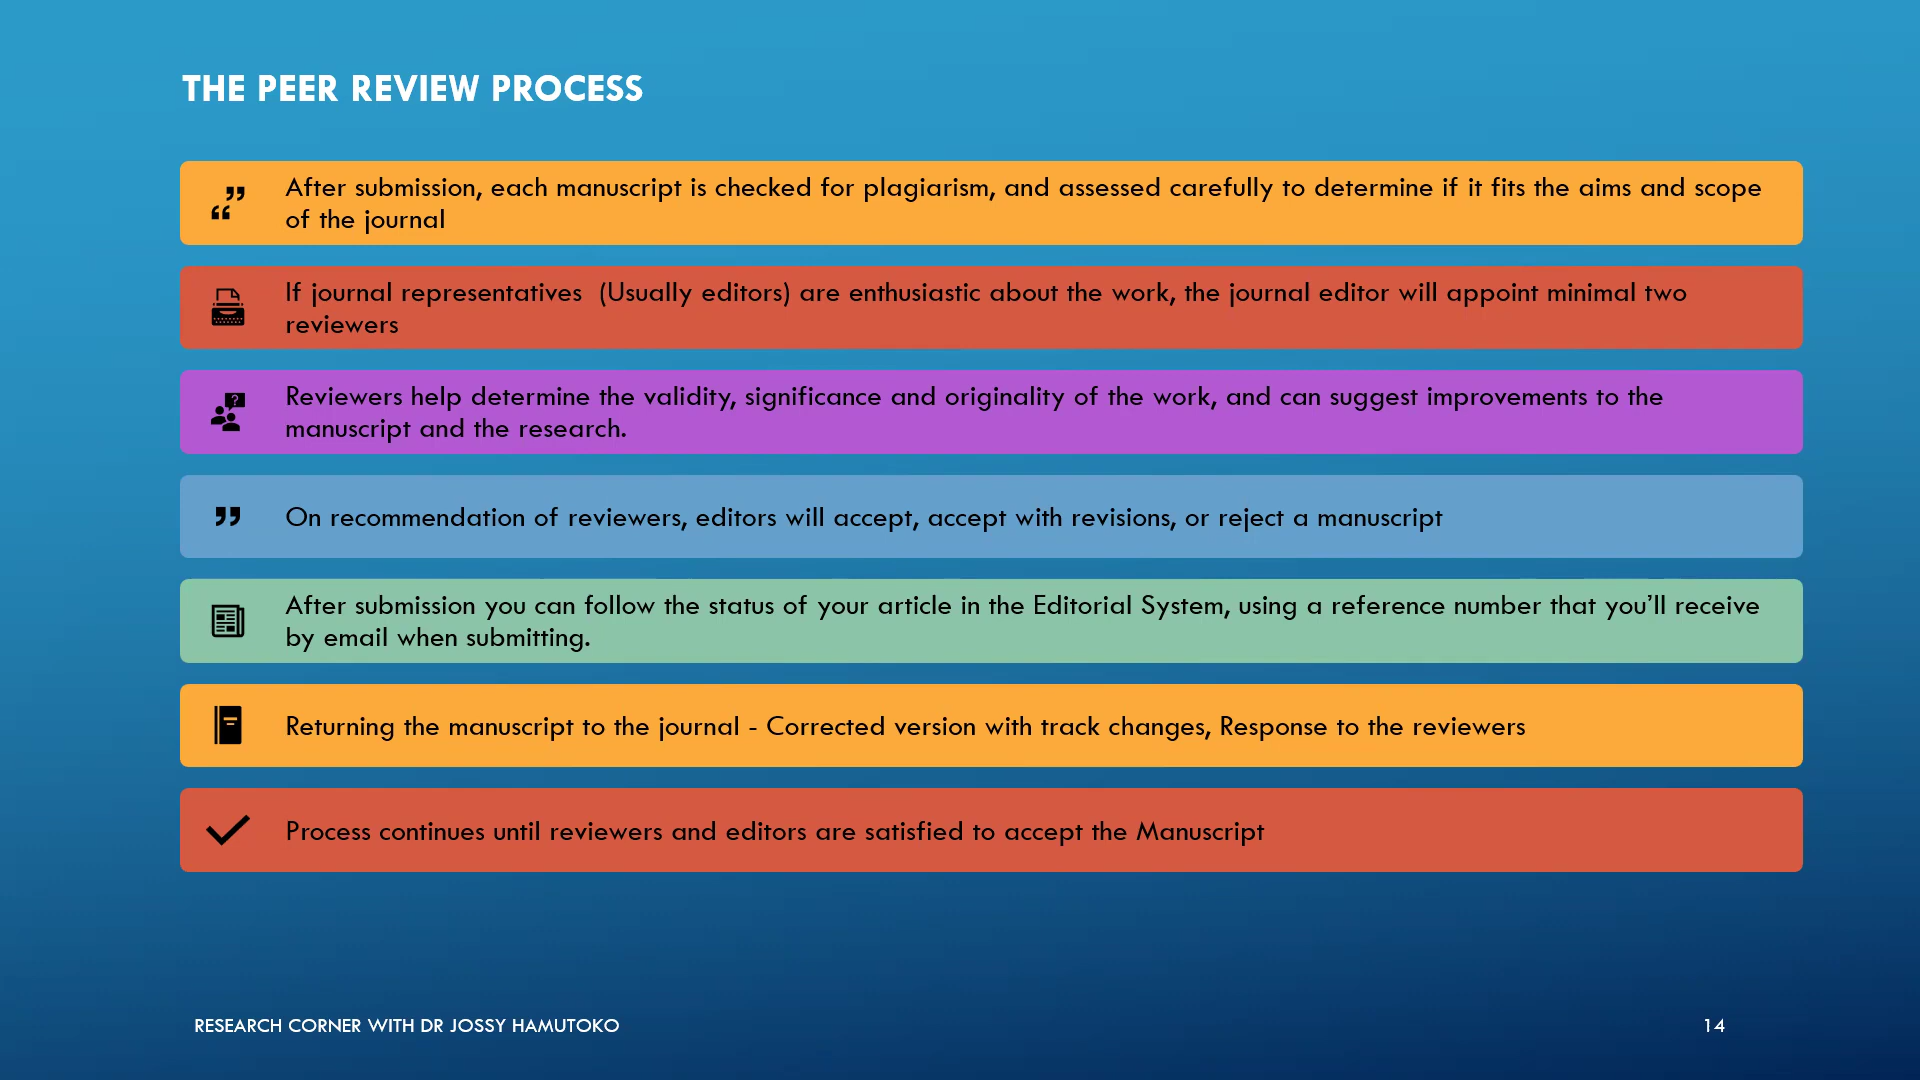 THE PEER REVIEW PROCESS
After submission, each manuscript is checked for plagiarism, and assessed carefully to determine if it fits the aims and scope
of the journal
If journal representatives  (Usually editors) are enthusiastic about the work, the journal editor will appoint minimal two
reviewers
Reviewers help determine the validity, significance and originality of the work, and can suggest improvements to the
manuscript and the research.
On recommendation of reviewers, editors will accept, accept with revisions, or reject a manuscript
After submission you can follow the status of your article in the Editorial System, using a reference number that you’ll receive
by email when submitting.
Returning the manuscript to the journal - Corrected version with track changes, Response to the reviewers
Process continues until reviewers and editors are satisfied to accept the Manuscript
RESEARCH CORNER WITH DR JOSSY HAMUTOKO
14